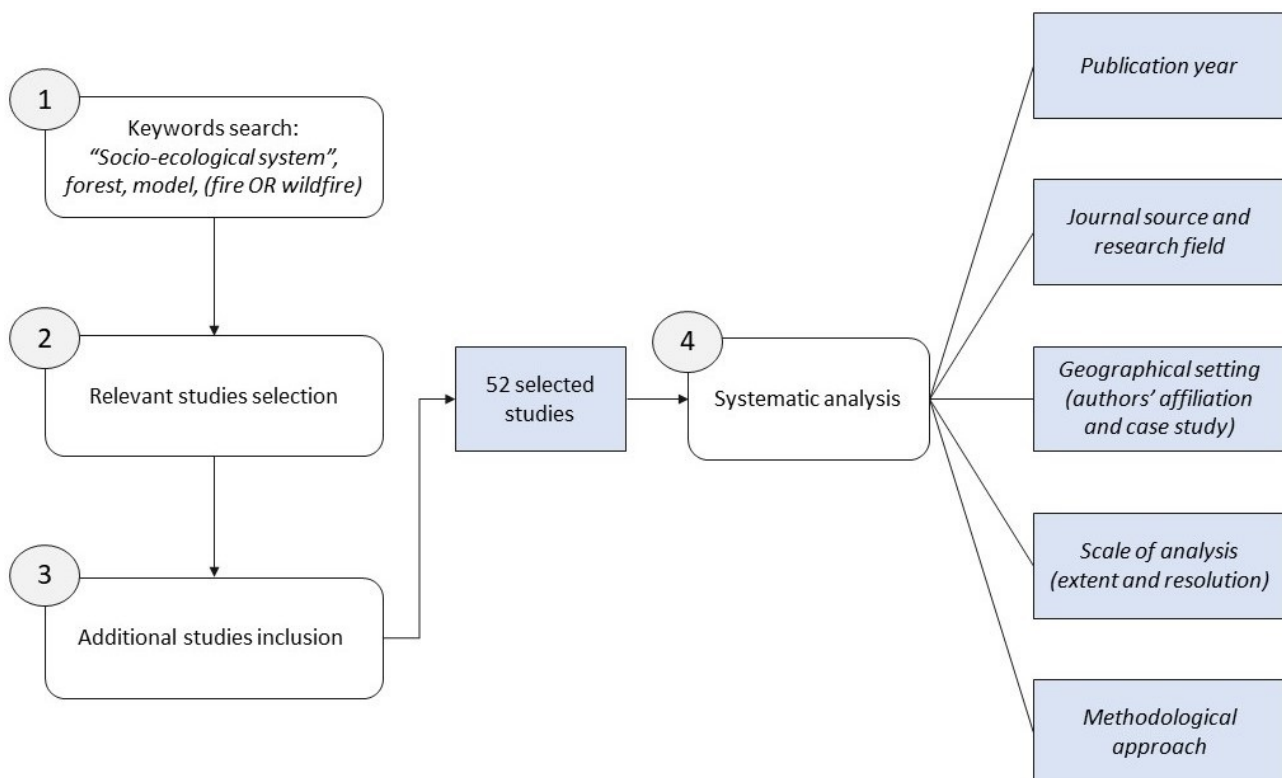 1
Keywords search:
“Socio-ecological system”,
forest, model, (fire OR wildfire)
2
Relevant studies selection
3
Additional studies inclusion
52 selected
studies
4
Systematic analysis
Publication year
Journal source and
research field
Geographical setting
(authors’ affiliation
and case study)
Scale of analysis
(extent and resolution)
Methodological
approach